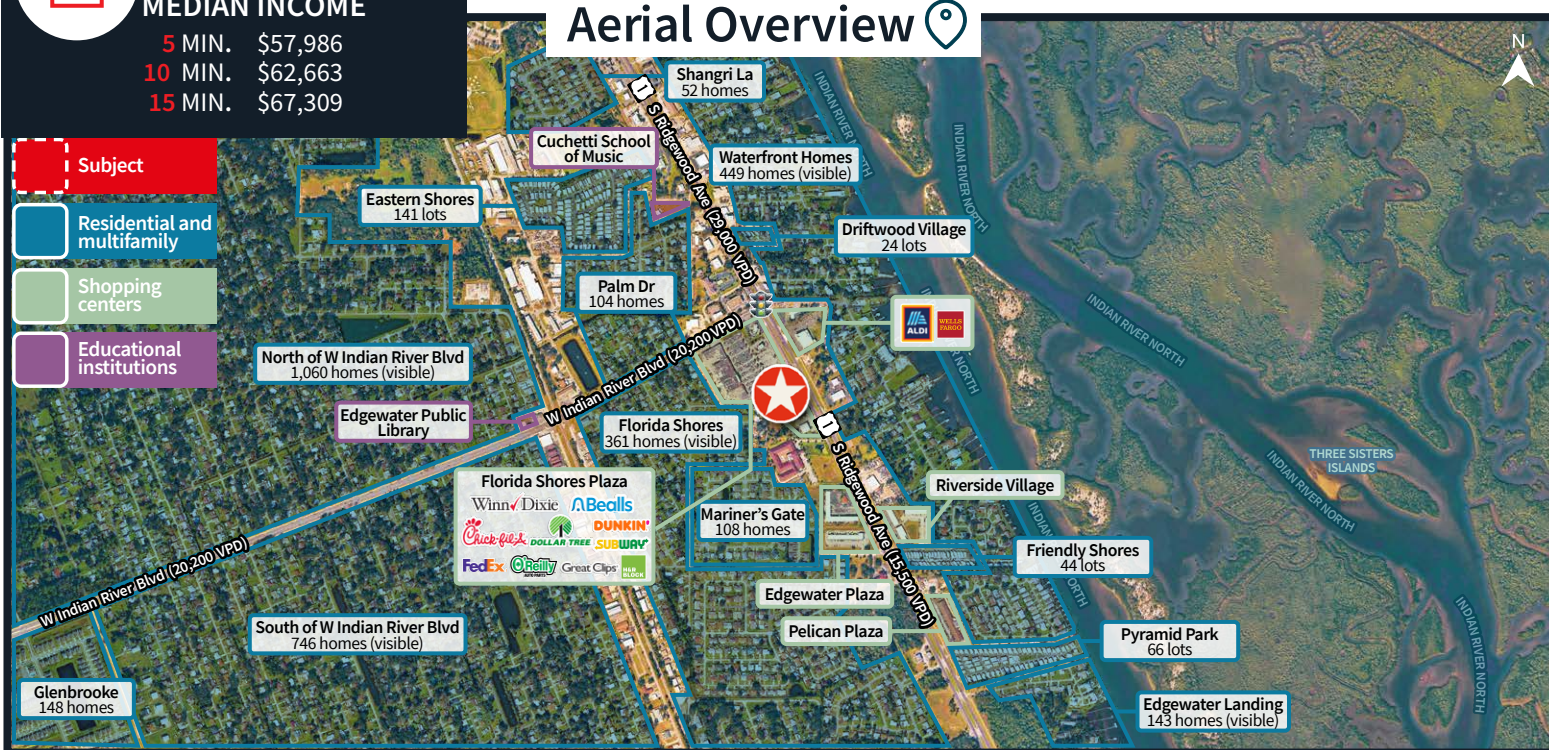 MEDIAN INCOME
5 MIN. $57,986
10 MIN. $62,663
15 MIN. $67,309
Aerial Overview
N
Subject
Residential and
multifamily
Shopping
centers
Educational
institutions
Shangri La
52 homes
Cuchetti School
of Music
Waterfront Homes
449 homes (visible)
Eastern Shores
141 lots
Driftwood Village
24 lots
Palm Dr
104 homes
ALDI
WELLS
FARGO
North of W Indian River Blvd
1,060 homes (visible)
Edgewater Public
Library
Florida Shores
361 homes (visible)
Florida Shores Plaza
Winn Dixie Bealls
Chick-fil-A DOLLAR TREE DUNKIN'
SUBWAY
FedEx O'Reilly AUTO PARTS Great Clips H&R
BLOCK
Mariner's Gate
108 homes
Riverside Village
Friendly Shores
44 lots
Edgewater Plaza
Pelican Plaza
Pyramid Park
66 lots
South of W Indian River Blvd
746 homes (visible)
Glenbrooke
148 homes
Edgewater Landing
143 homes (visible)
1
S Ridgewood Ave (29,000 VPD)
W Indian River Blvd (20,200 VPD)
1
S Ridgewood Ave (15,500 VPD)
W Indian River Blvd (20,200 VPD)
INDIAN RIVER NORTH
INDIAN RIVER NORTH
INDIAN RIVER NORTH
INDIAN RIVER NORTH
THREE SISTERS
ISLANDS
INDIAN RIVER NORTH
INDIAN RIVER NORTH
INDIAN RIVER NORTH